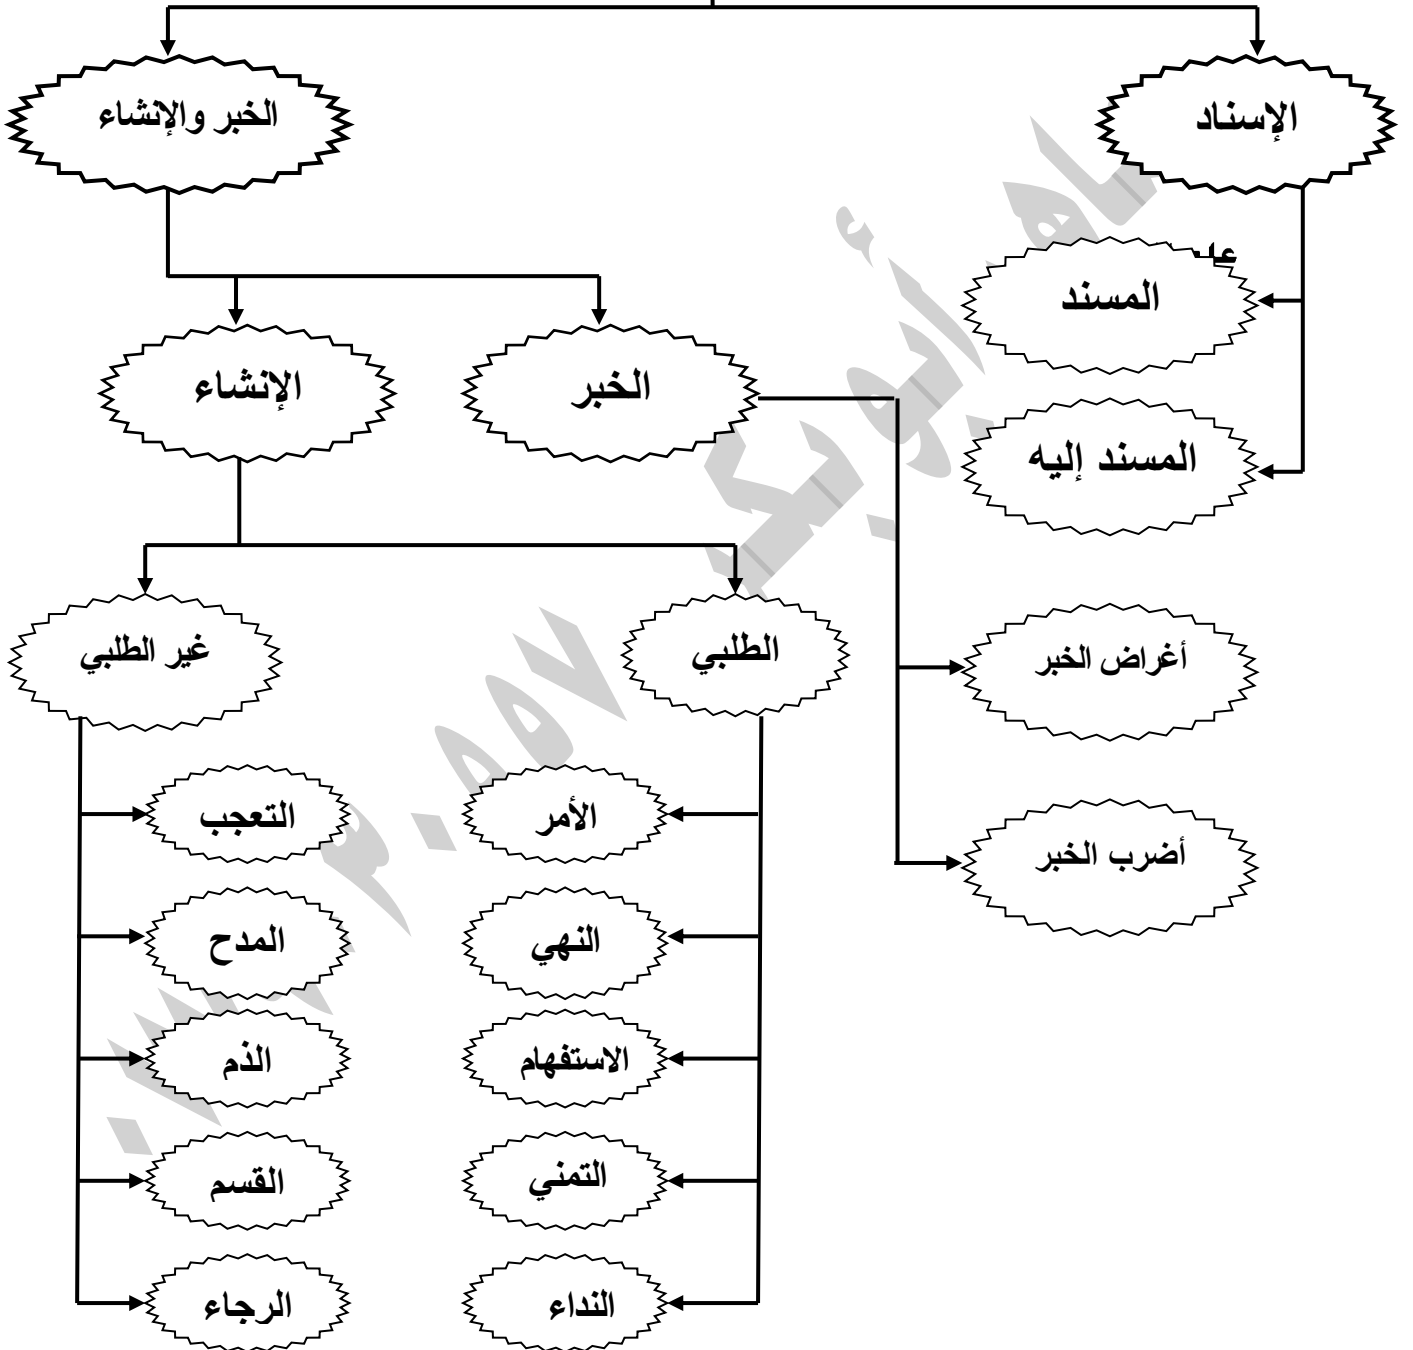 الإسناد
الخبر والإنشاء
المسند
الخبر
الإنشاء
المسند إليه
أغراض الخبر
الطلبي
غير الطلبي
أضرب الخبر
الأمر
التعجب
النهي
المدح
الاستفهام
الذم
التمني
القسم
النداء
الرجاء